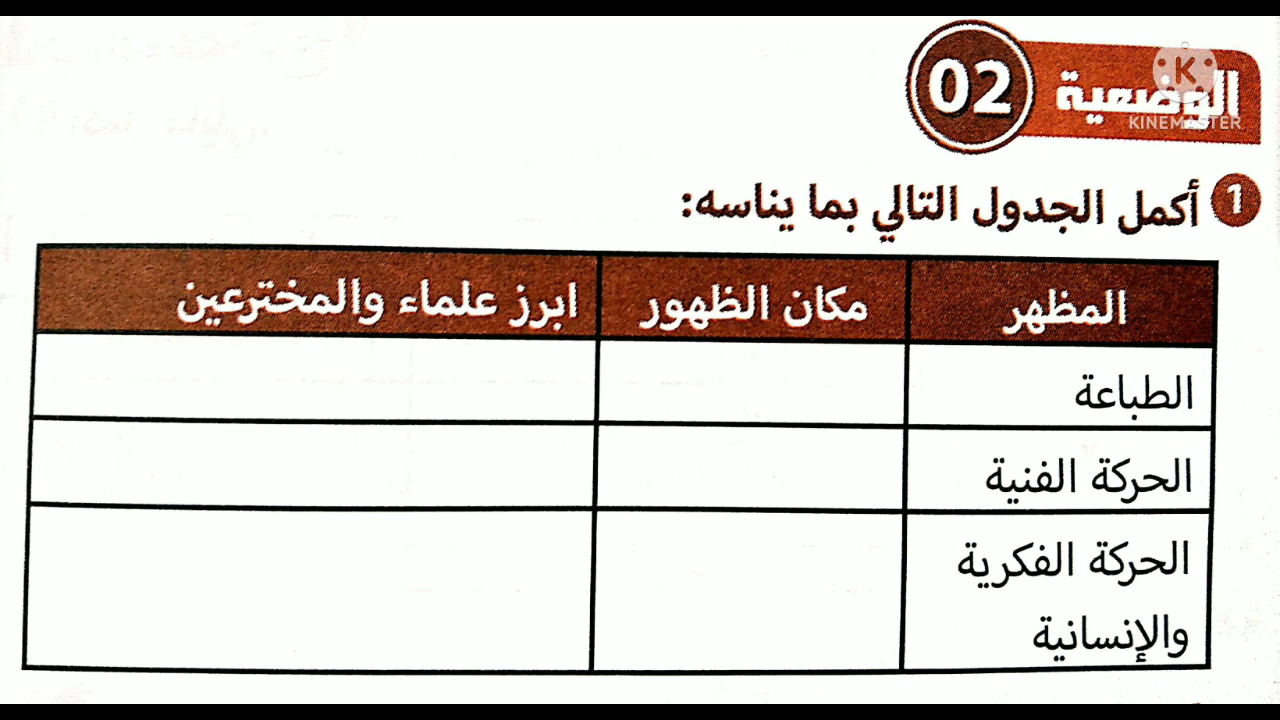 الوضعية 02
K
KINEMASTER
1 أكمل الجدول التالي بما يناسه:
المظهر مكان الظهور ابرز علماء والمخترعين
الطباعة
الحركة الفنية
الحركة الفكرية
والإنسانية